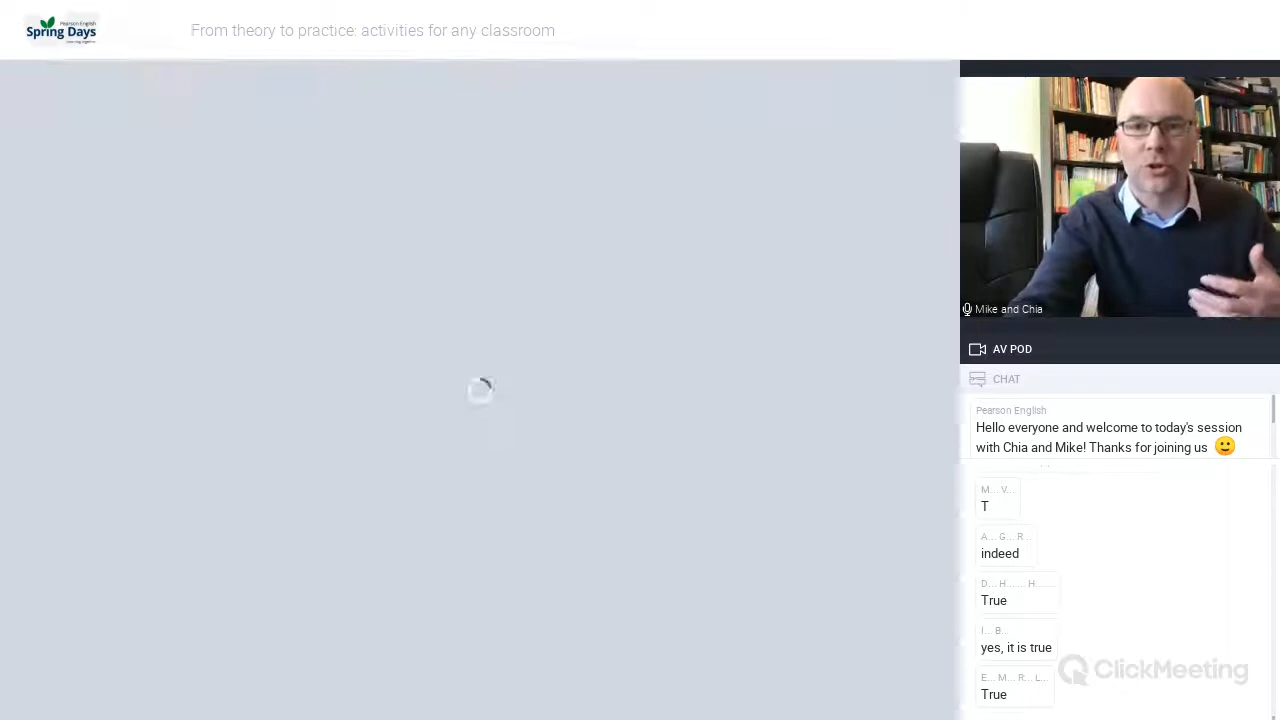 Pearson English
Spring Days
From theory to practice: activities for any classroom
Mike and Chia
AV POD
CHAT
Pearson English
Hello everyone and welcome to today's session
with Chia and Mike! Thanks for joining us 🙂
M... V...
T
A... G... R...
indeed
D... H...... H.......
True
I... B...
yes, it is true
E... M... R... L...
True
ClickMeeting